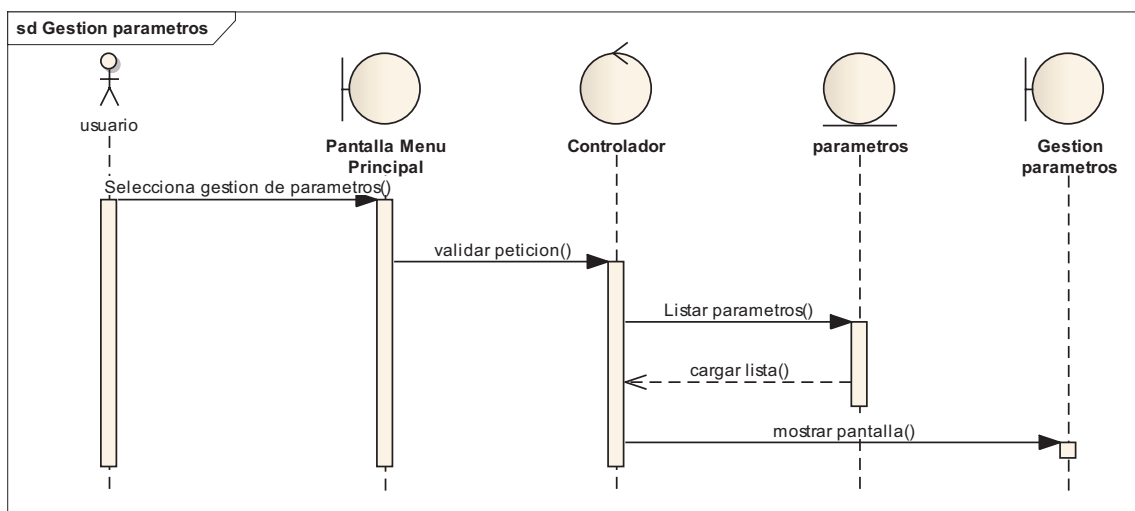 sd Gestion parametros
usuario
Pantalla Menu
Principal
Controlador
parametros
Gestion
parametros
Selecciona gestion de parametros()
validar peticion()
Listar parametros()
cargar lista()
mostrar pantalla()